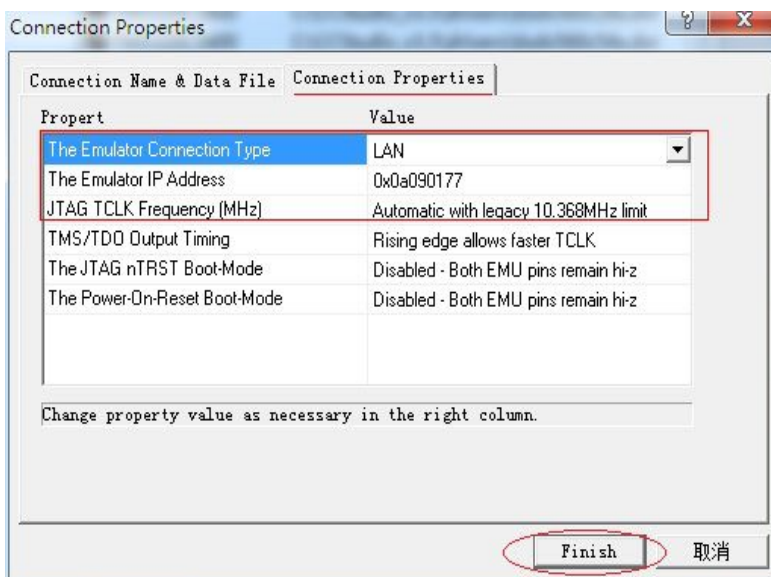 Connection Properties
Connection Name & Data File Connection Properties
Propert Value
The Emulator Connection Type LAN
The Emulator IP Address 0x0a090177
JTAG TCLK Frequency (MHz) Automatic with legacy 10.368MHz limit
TMS/TDO Output Timing Rising edge allows faster TCLK
The JTAG nTRST Boot-Mode Disabled - Both EMU pins remain hi-z
The Power-On-Reset Boot-Mode Disabled - Both EMU pins remain hi-z
Change property value as necessary in the right column.
Finish 取消